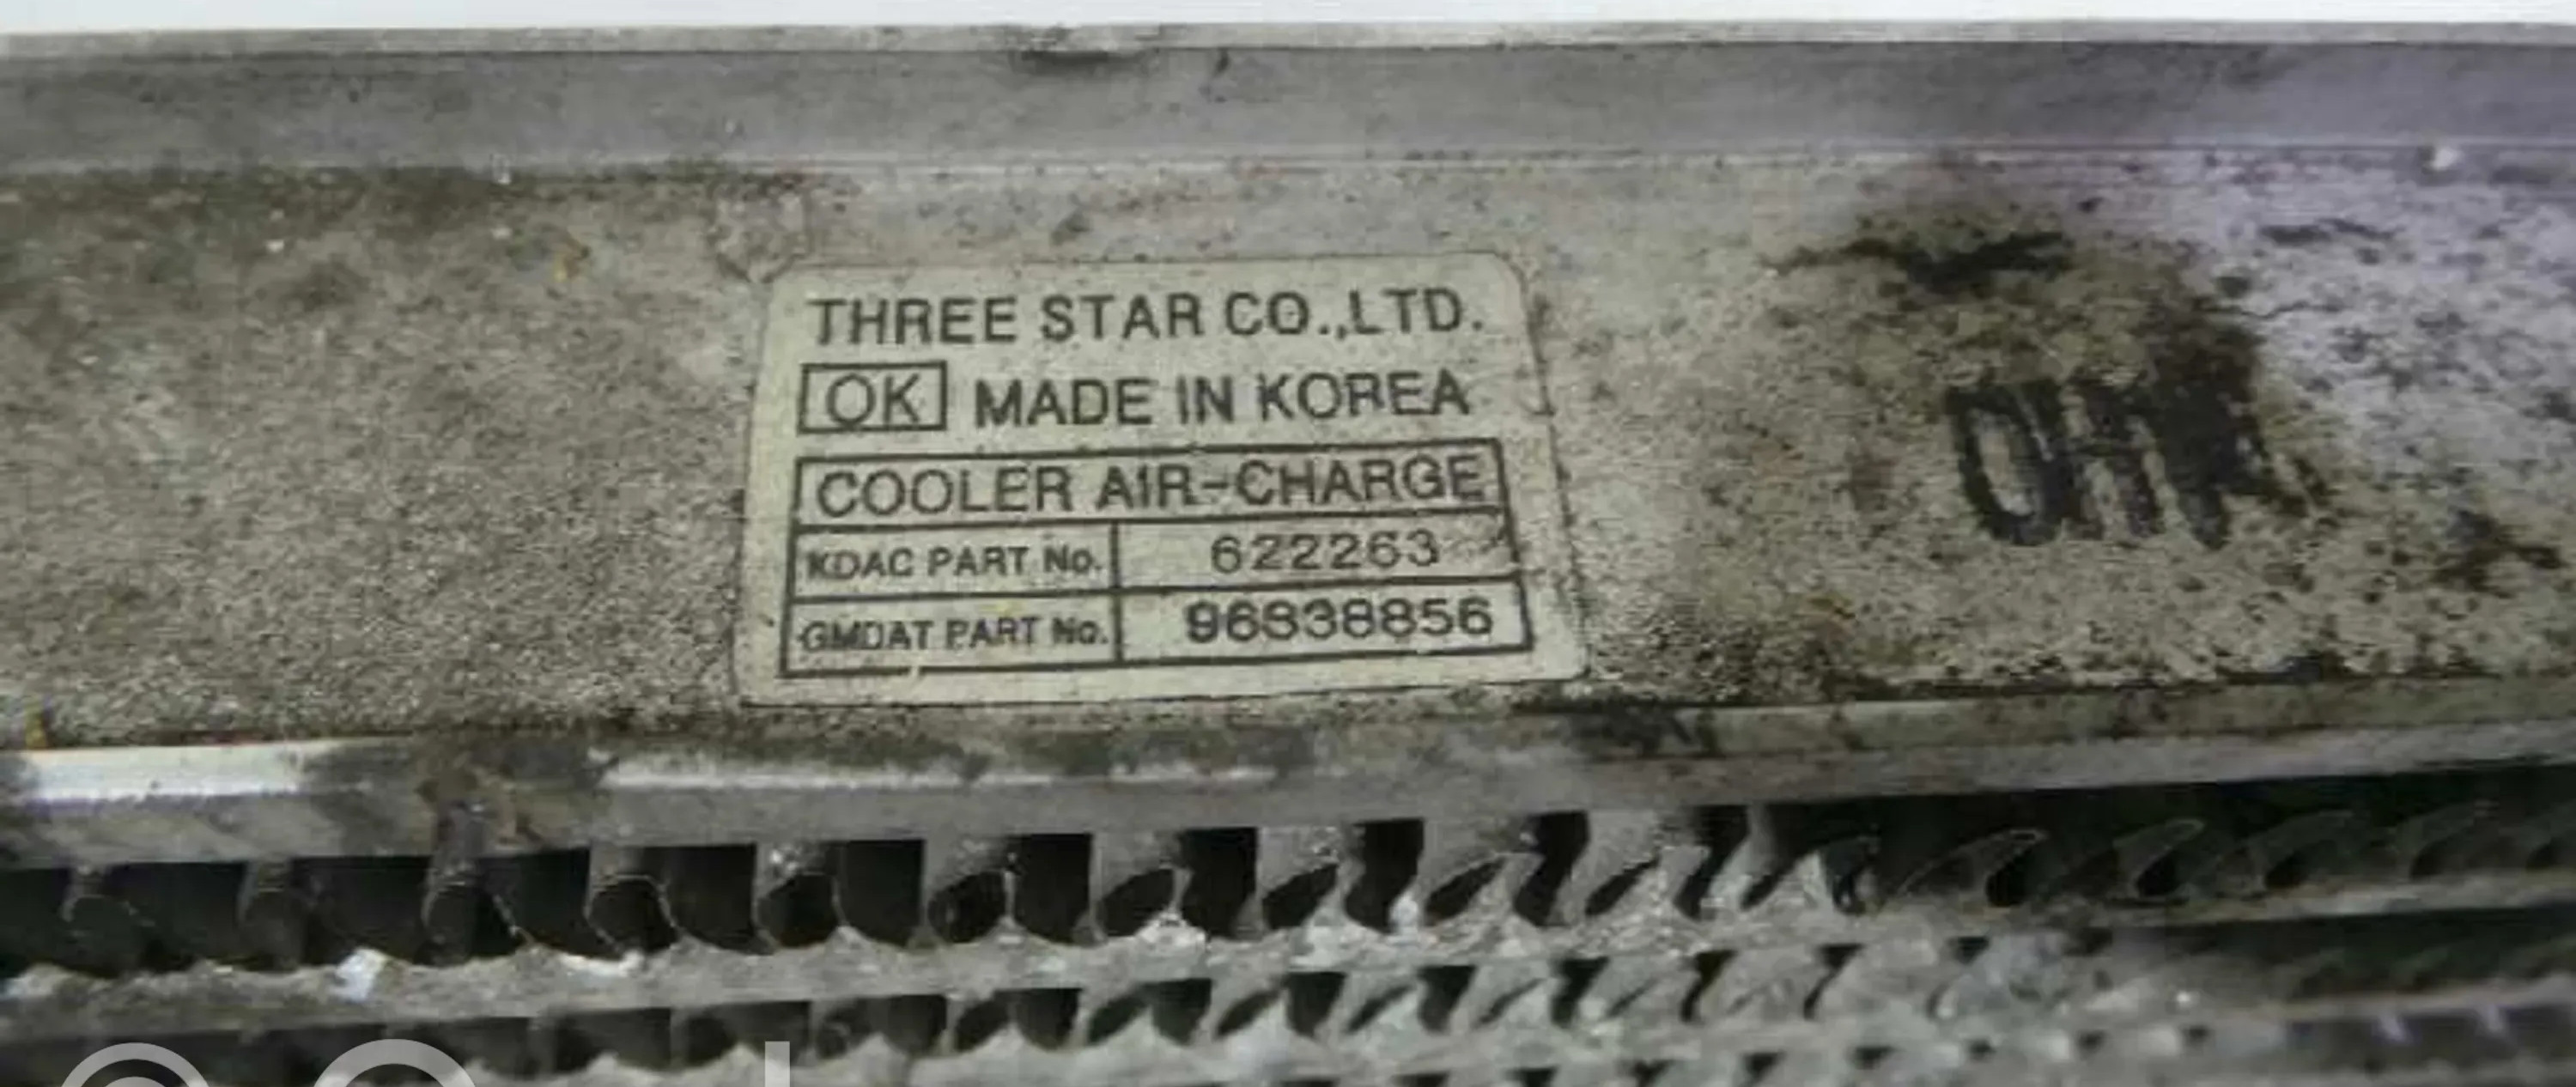 THREE STAR CO.,LTD.
OK MADE IN KOREA
COOLER AIR-CHARGE
KDAC PART No. 622263
GMDAT PART No. 96838856